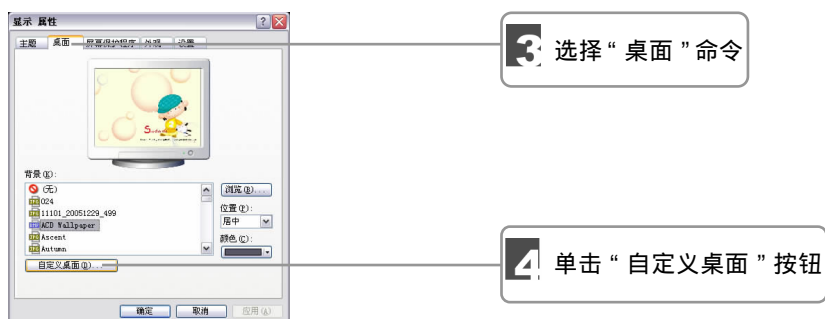 显示 属性
主题 桌面 屏幕保护程序 外观 设置
3 选择“桌面”命令
背景(K):
(无)
024
11101_20051229_499
ACD Wallpaper
Ascent
Autumn
浏览(B)...
位置(P):
居中
颜色(C):
自定义桌面(D)...
4 单击“自定义桌面”按钮
确定 取消 应用(A)